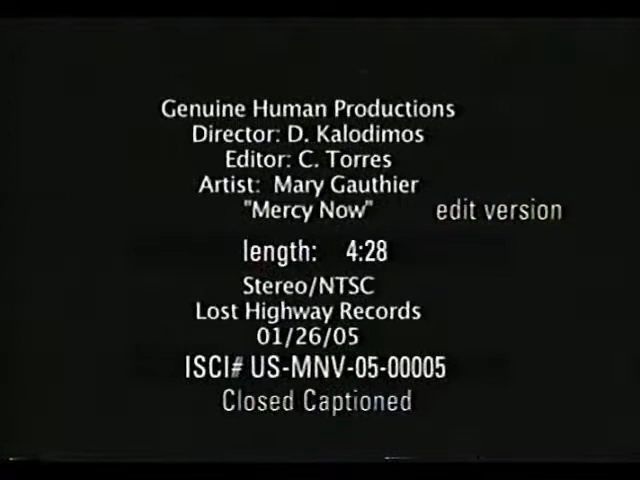 Genuine Human Productions
Director: D. Kalodimos
Editor: C. Torres
Artist: Mary Gauthier
"Mercy Now" edit version
length: 4:28
Stereo/NTSC
Lost Highway Records
01/26/05
ISCI# US-MNV-05-00005
Closed Captioned